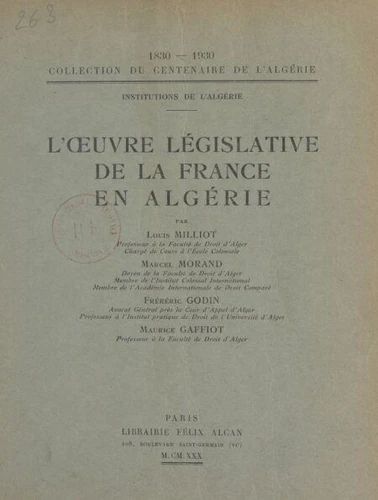 263
1830 — 1930
COLLECTION DU CENTENAIRE DE L'ALGÉRIE
INSTITUTIONS DE L'ALGÉRIE
L'ŒUVRE LÉGISLATIVE
DE LA FRANCE
EN ALGÉRIE
PAR
LOUIS MILLIOT
Professeur à la Faculté de Droit d'Alger
Chargé de Cours à l'École Coloniale
MARCEL MORAND
Doyen de la Faculté de Droit d'Alger
Membre de l'Institut Colonial International
Membre de l'Académie Internationale de Droit Comparé
FRÉDÉRIC GODIN
Avocat Général près la Cour d'Appel d'Alger
Professeur à l'Institut pratique de Droit de l'Université d'Alger
MAURICE GAFFIOT
Professeur à la Faculté de Droit d'Alger
PARIS
LIBRAIRIE FÉLIX ALCAN
108, BOULEVARD SAINT-GERMAIN (VIe)
M.CM.XXX